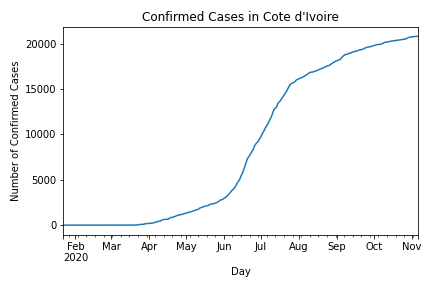 Confirmed Cases in Cote d'Ivoire
Number of Confirmed Cases
20000
15000
10000
5000
0
Feb Mar Apr May Jun Jul Aug Sep Oct Nov
2020
Day